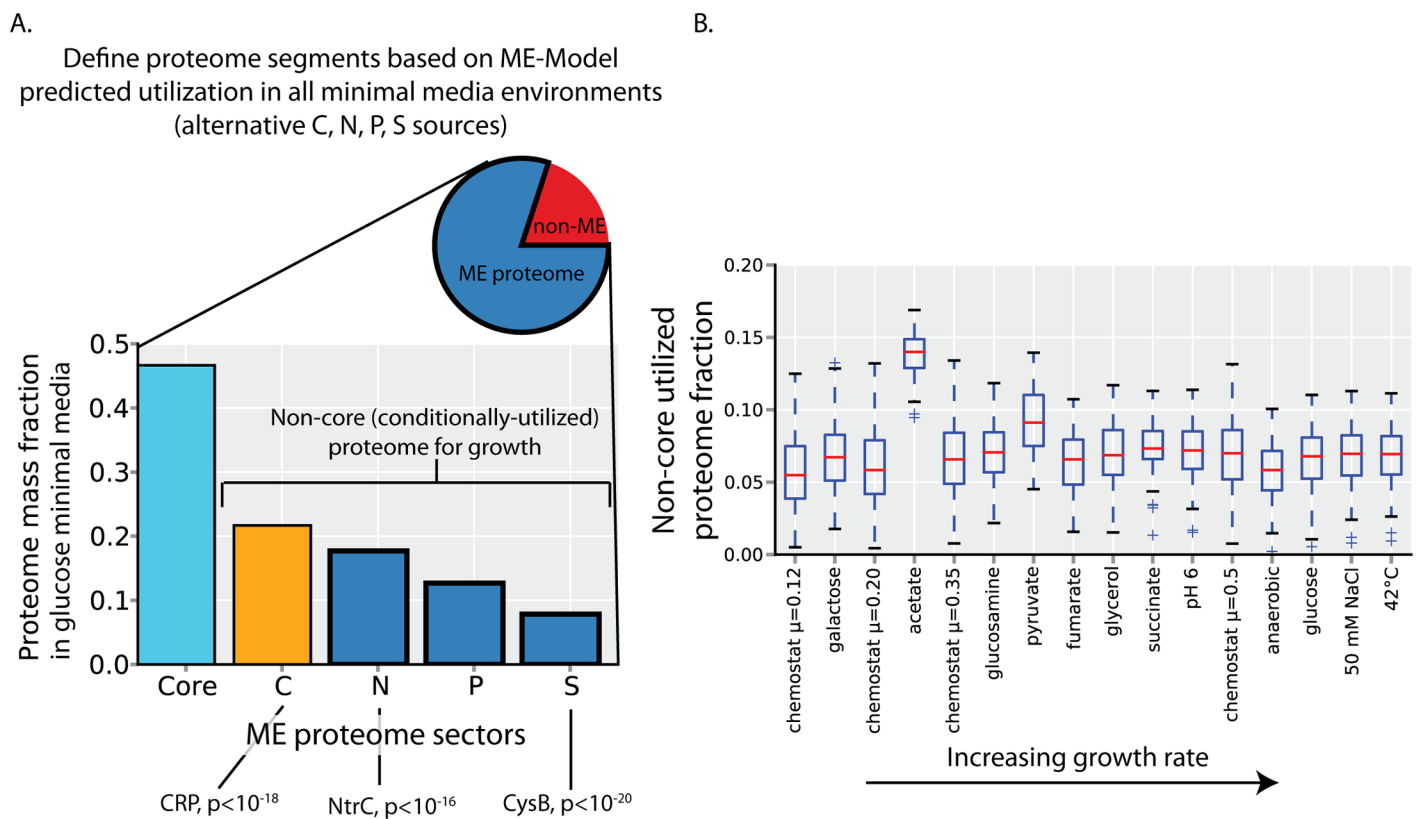 A.
Define proteome segments based on ME-Model
predicted utilization in all minimal media environments
(alternative C, N, P, S sources)
non-ME
ME proteome
Proteome mass fraction
in glucose minimal media
0.5
0.4
0.3
0.2
0.1
0.0
Non-core (conditionally-utilized)
proteome for growth
Core
C
N
P
S
ME proteome sectors
CRP, p<10⁻¹⁸
NtrC, p<10⁻¹⁶
CysB, p<10⁻²⁰
B.
Non-core utilized
proteome fraction
0.20
0.15
0.10
0.05
0.00
chemostat μ=0.12
galactose
chemostat μ=0.20
acetate
chemostat μ=0.35
glucosamine
pyruvate
fumarate
glycerol
succinate
pH 6
chemostat μ=0.5
anaerobic
glucose
50 mM NaCl
42°C
Increasing growth rate